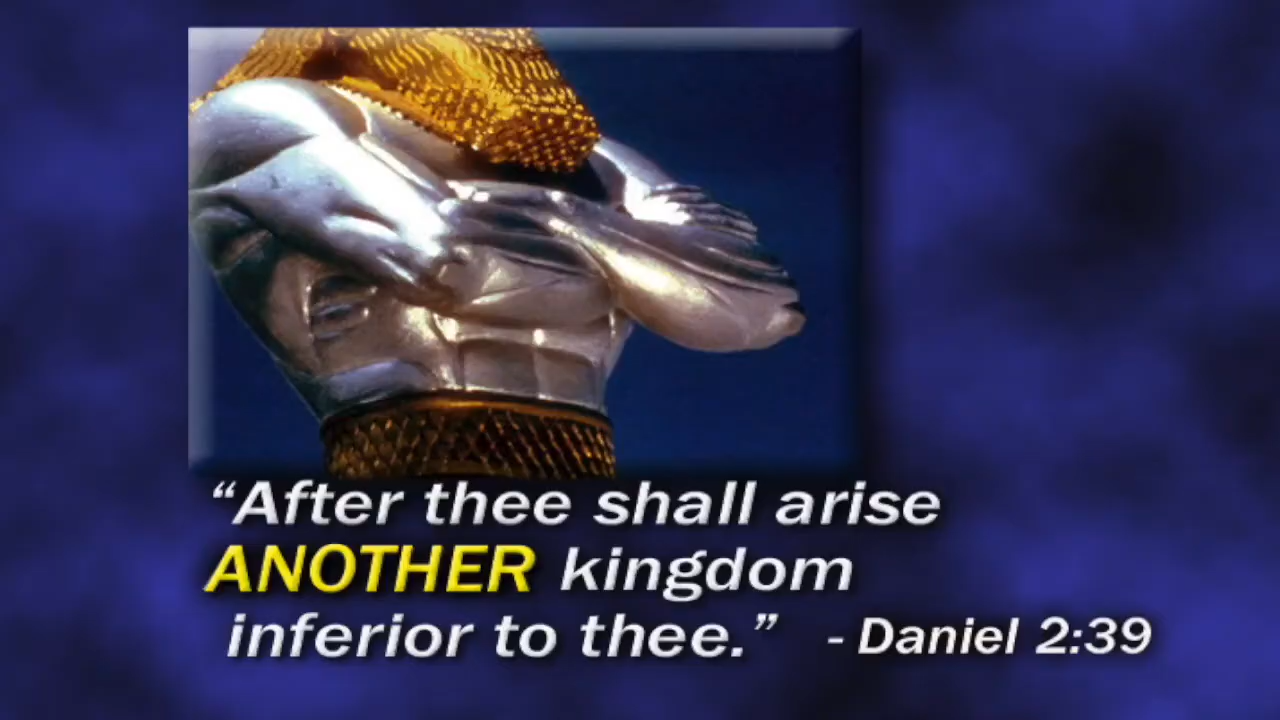 “After thee shall arise
ANOTHER kingdom
inferior to thee.” - Daniel 2:39